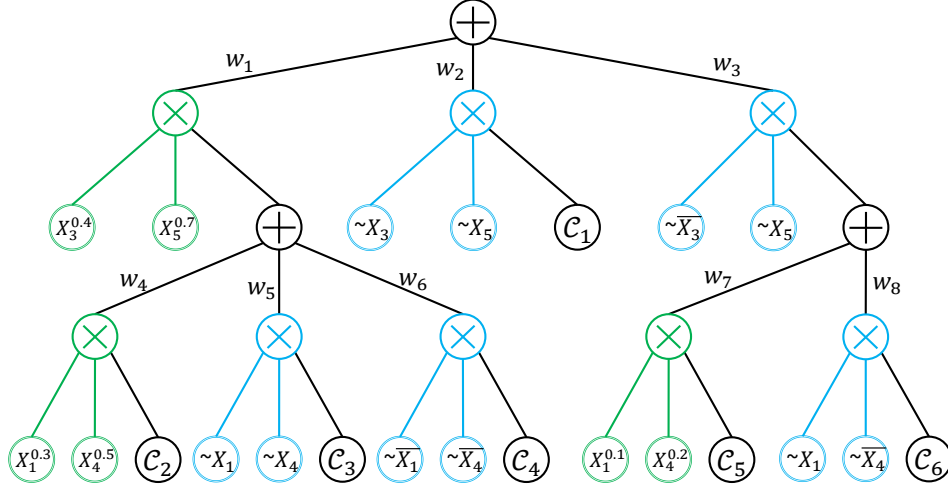 +
w₁ w₂ w₃
× × ×
X₃^0.4 X₅^0.7 + ~X₃ ~X₅ 𝒞₁ ~X̅₃̅ ~X₅ +
w₄ w₅ w₆ w₇ w₈
× × × × ×
X₁^0.3 X₄^0.5 𝒞₂ ~X₁ ~X₄ 𝒞₃ ~X̅₁̅ ~X̅₄̅ 𝒞₄ X₁^0.1 X₄^0.2 𝒞₅ ~X₁ ~X̅₄̅ 𝒞₆